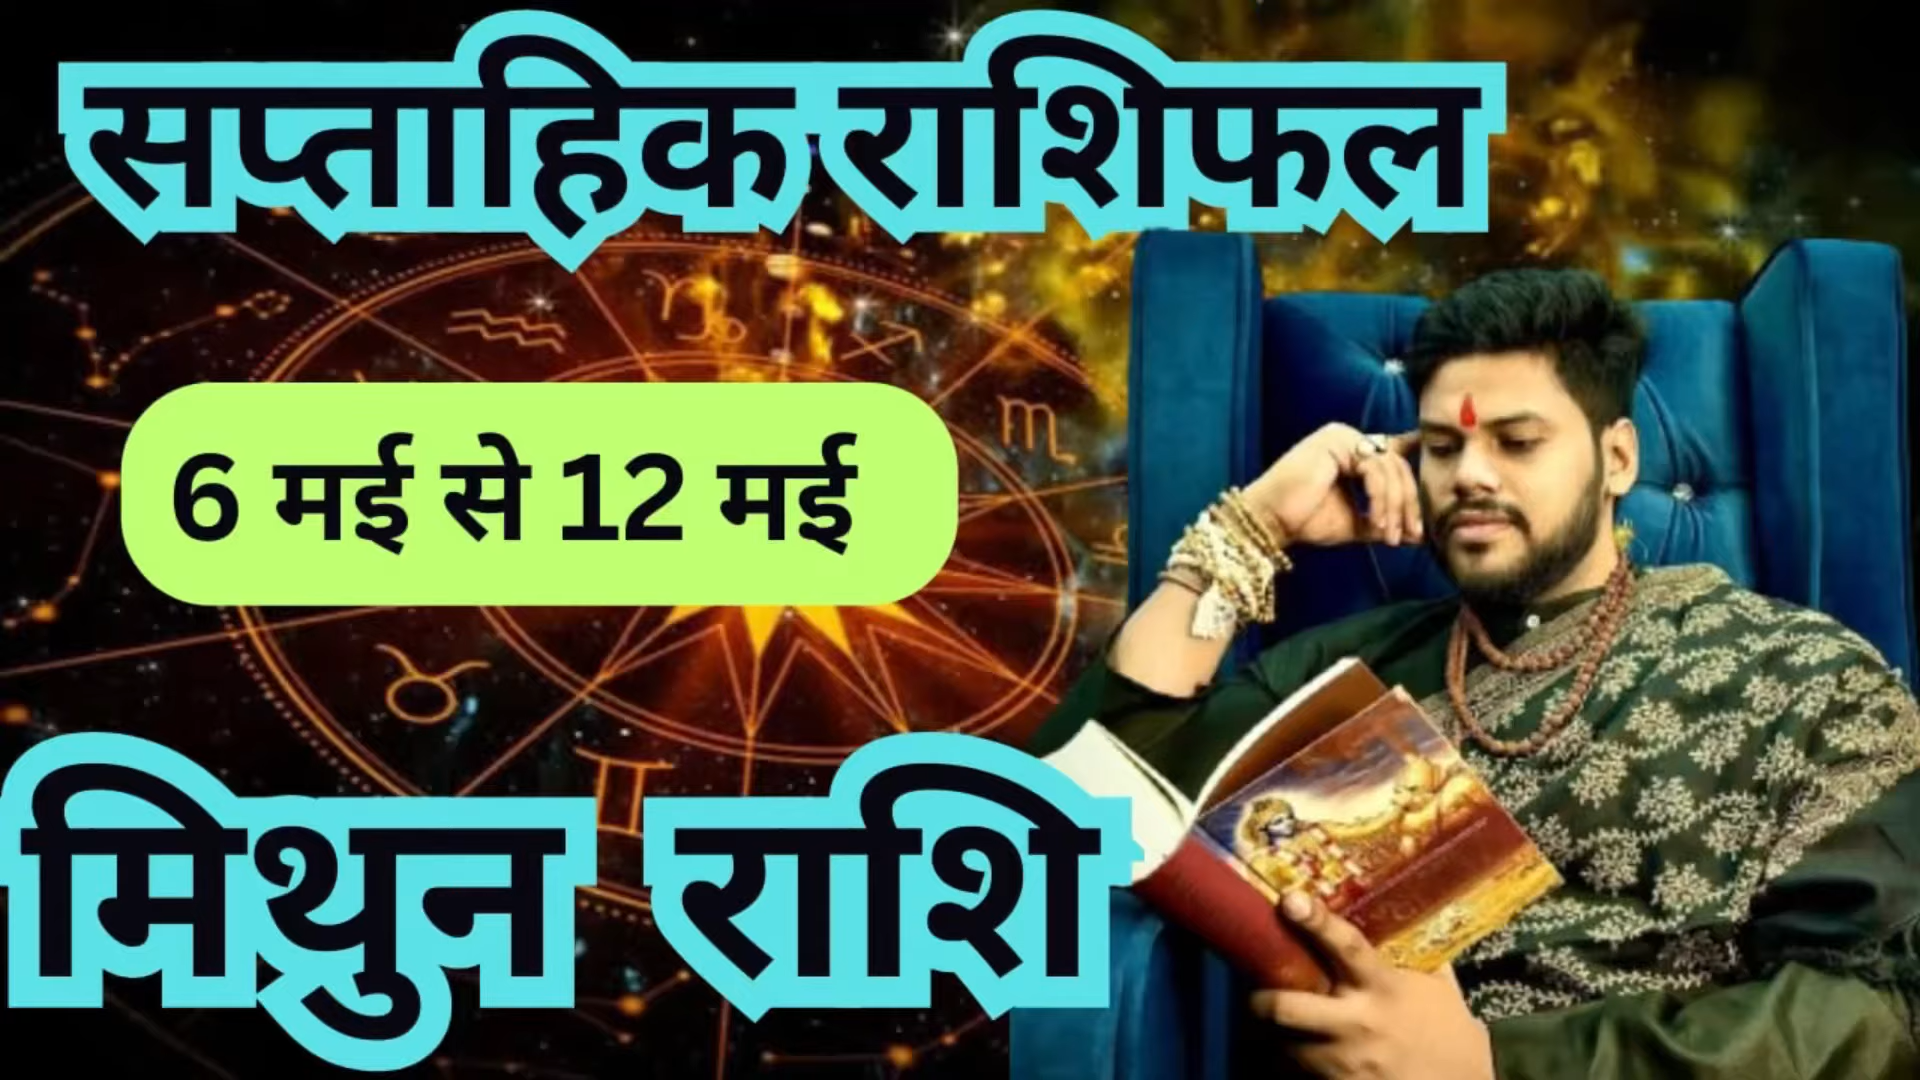 सप्ताहिक राशिफल
6 मई से 12 मई
मिथुन राशि